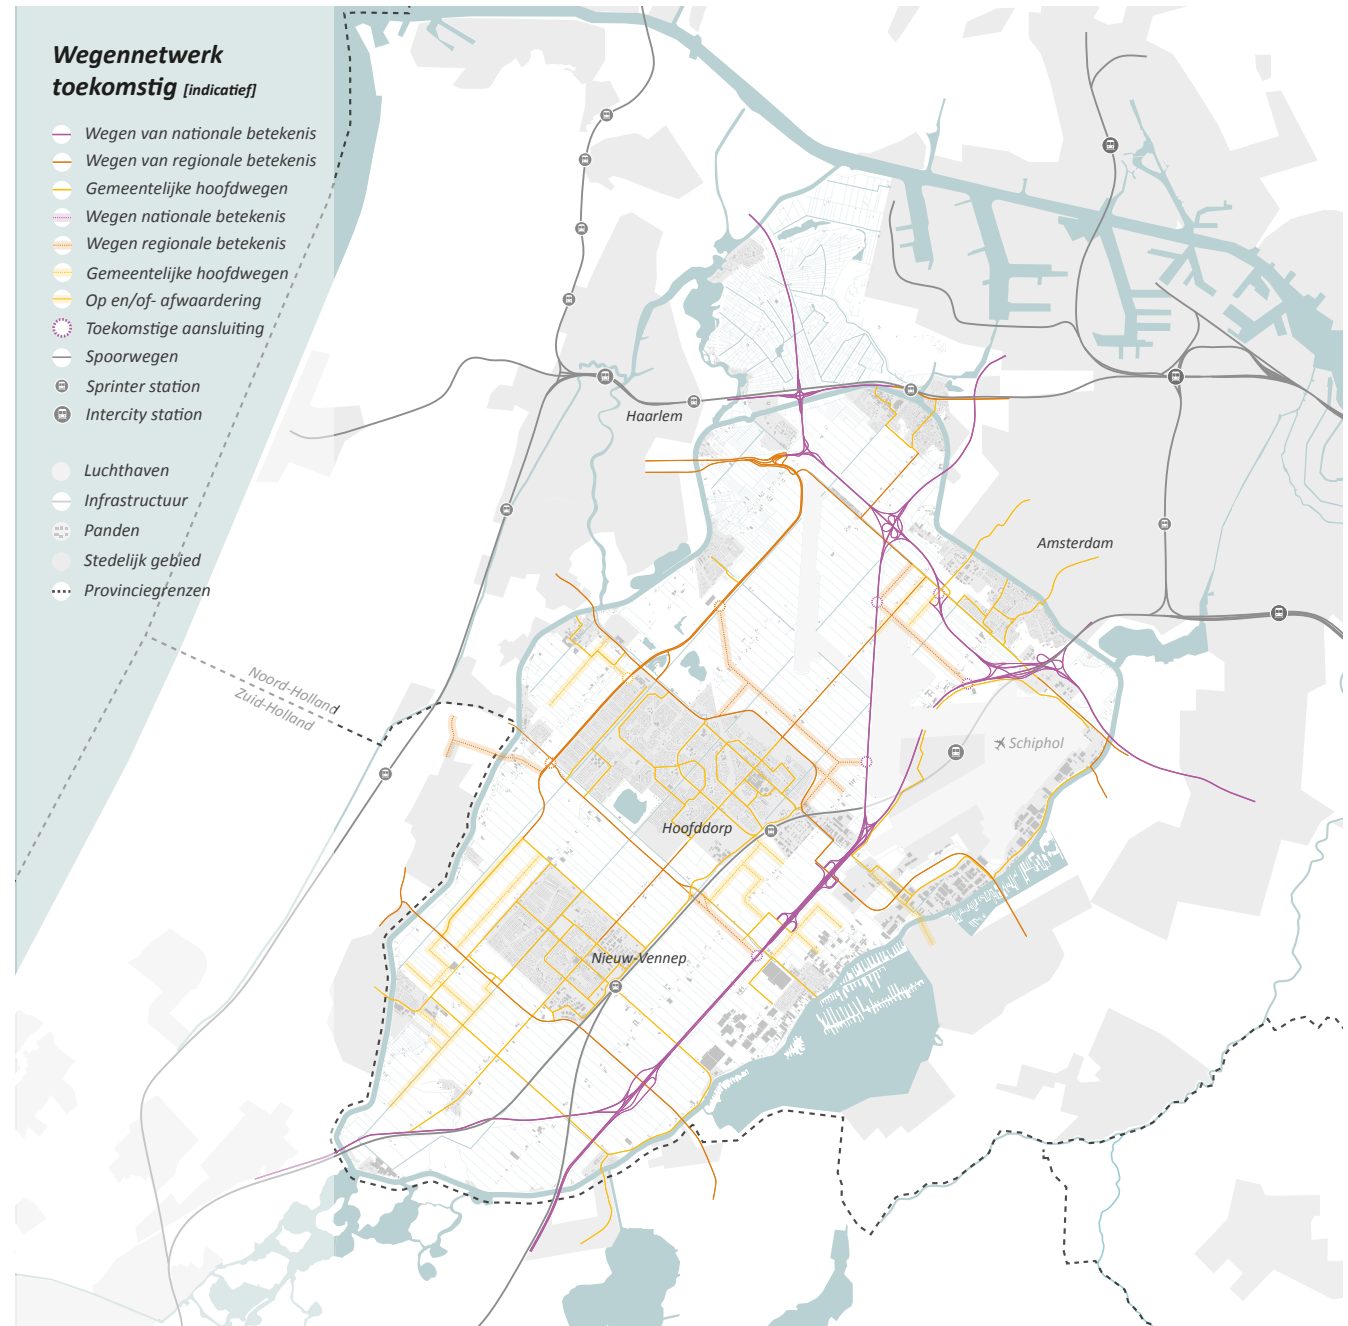 Wegennetwerk
toekomstig [indicatief]
Wegen van nationale betekenis
Wegen van regionale betekenis
Gemeentelijke hoofdwegen
Wegen nationale betekenis
Wegen regionale betekenis
Gemeentelijke hoofdwegen
Op en/of- afwaardering
Toekomstige aansluiting
Spoorwegen
Sprinter station
Intercity station
Luchthaven
Infrastructuur
Panden
Stedelijk gebied
Provinciegrenzen
Haarlem
Amsterdam
Noord-Holland
Zuid-Holland
Schiphol
Hoofddorp
Nieuw-Vennep